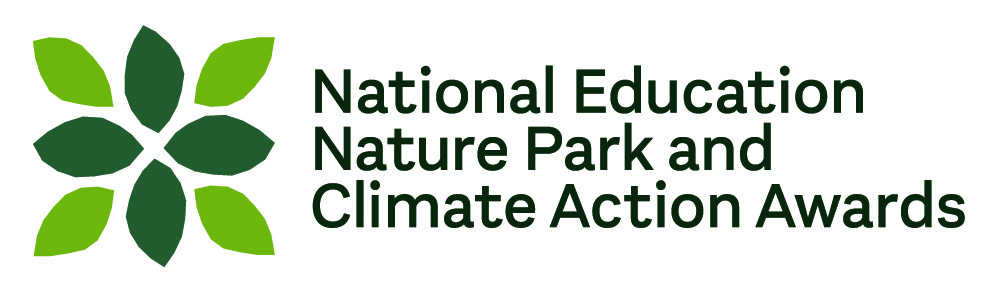 National Education
Nature Park and
Climate Action Awards